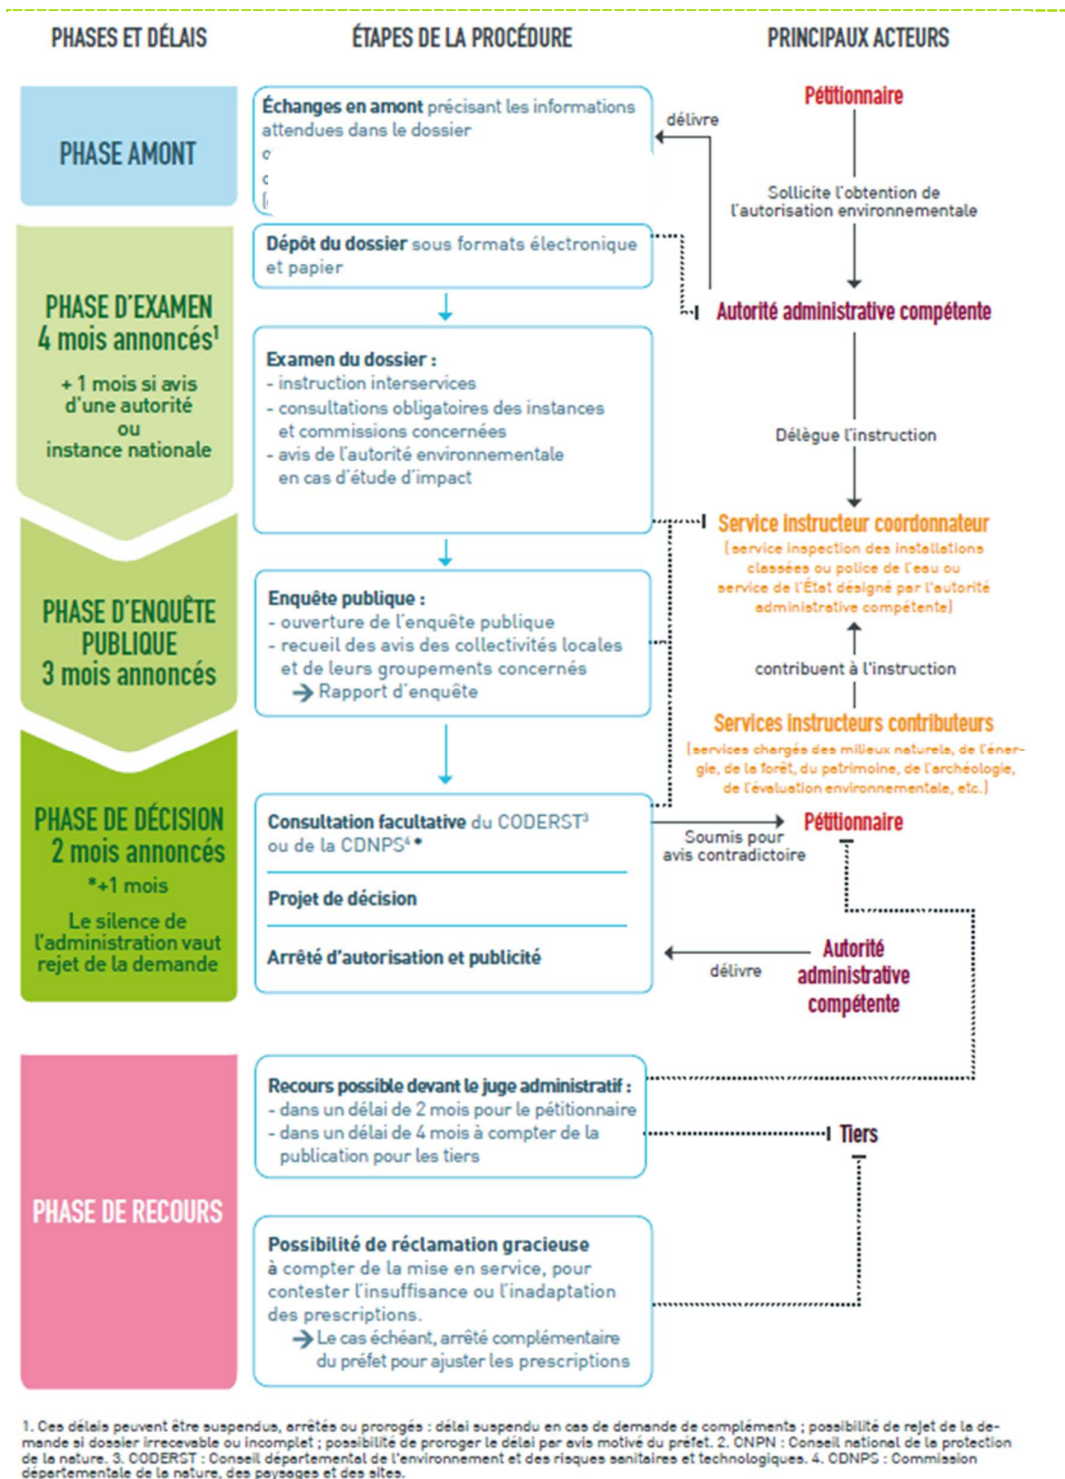 PHASES ET DÉLAIS
ÉTAPES DE LA PROCÉDURE
PRINCIPAUX ACTEURS
PHASE AMONT
Échanges en amont précisant les informations
attendues dans le dossier
délivre
Pétitionnaire
Sollicite l'obtention de
l'autorisation environnementale
PHASE D'EXAMEN
4 mois annoncés¹
+ 1 mois si avis
d'une autorité
ou
instance nationale
Dépôt du dossier sous formats électronique
et papier
Autorité administrative compétente
Examen du dossier :
- instruction interservices
- consultations obligatoires des instances
et commissions concernées
- avis de l'autorité environnementale
en cas d'étude d'impact
Délègue l'instruction
Service instructeur coordonnateur
(service inspection des installations
classées ou police de l'eau ou
service de l'État désigné par l'autorité
administrative compétente)
PHASE D'ENQUÊTE
PUBLIQUE
3 mois annoncés
Enquête publique :
- ouverture de l'enquête publique
- recueil des avis des collectivités locales
et de leurs groupements concernés
→ Rapport d'enquête
contribuent à l'instruction
Services instructeurs contributeurs
(services chargés des milieux naturels, de l'éner-
gie, de la forêt, du patrimoine, de l'archéologie,
de l'évaluation environnementale, etc.)
PHASE DE DÉCISION
2 mois annoncés
*+1 mois
Le silence de
l'administration vaut
rejet de la demande
Consultation facultative du CODERST³
ou de la CDNPS⁴ *
Projet de décision
Arrêté d'autorisation et publicité
Soumis pour
avis contradictoire
Pétitionnaire
délivre
Autorité
administrative
compétente
PHASE DE RECOURS
Recours possible devant le juge administratif :
- dans un délai de 2 mois pour le pétitionnaire
- dans un délai de 4 mois à compter de la
publication pour les tiers
Tiers
Possibilité de réclamation gracieuse
à compter de la mise en service, pour
contester l'insuffisance ou l'inadaptation
des prescriptions.
→ Le cas échéant, arrêté complémentaire
du préfet pour ajuster les prescriptions
1. Ces délais peuvent être suspendus, arrêtés ou prorogés : délai suspendu en cas de demande de compléments ; possibilité de rejet de la de-
mande si dossier irrecevable ou incomplet ; possibilité de proroger le délai par avis motivé du préfet. 2. CNPN : Conseil national de la protection
de la nature. 3. CODERST : Conseil départemental de l'environnement et des risques sanitaires et technologiques. 4. CDNPS : Commission
départementale de la nature, des paysages et des sites.